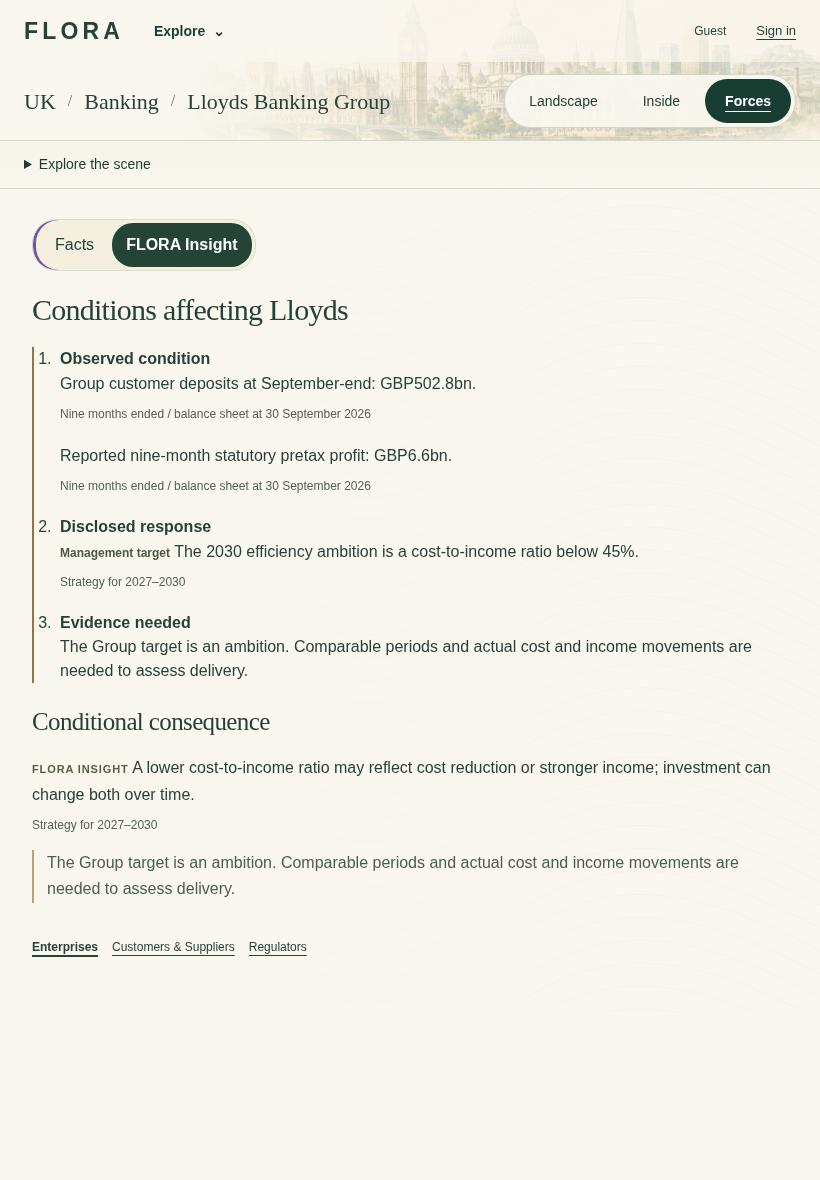 FLORA
Explore
Guest
Sign in
UK / Banking / Lloyds Banking Group
Landscape
Inside
Forces
Explore the scene
Facts
FLORA Insight
Conditions affecting Lloyds
1. Observed condition
Group customer deposits at September-end: GBP502.8bn.
Nine months ended / balance sheet at 30 September 2026
Reported nine-month statutory pretax profit: GBP6.6bn.
Nine months ended / balance sheet at 30 September 2026
2. Disclosed response
Management target The 2030 efficiency ambition is a cost-to-income ratio below 45%.
Strategy for 2027–2030
3. Evidence needed
The Group target is an ambition. Comparable periods and actual cost and income movements are
needed to assess delivery.
Conditional consequence
FLORA INSIGHT A lower cost-to-income ratio may reflect cost reduction or stronger income; investment can
change both over time.
Strategy for 2027–2030
The Group target is an ambition. Comparable periods and actual cost and income movements are
needed to assess delivery.
Enterprises
Customers & Suppliers
Regulators